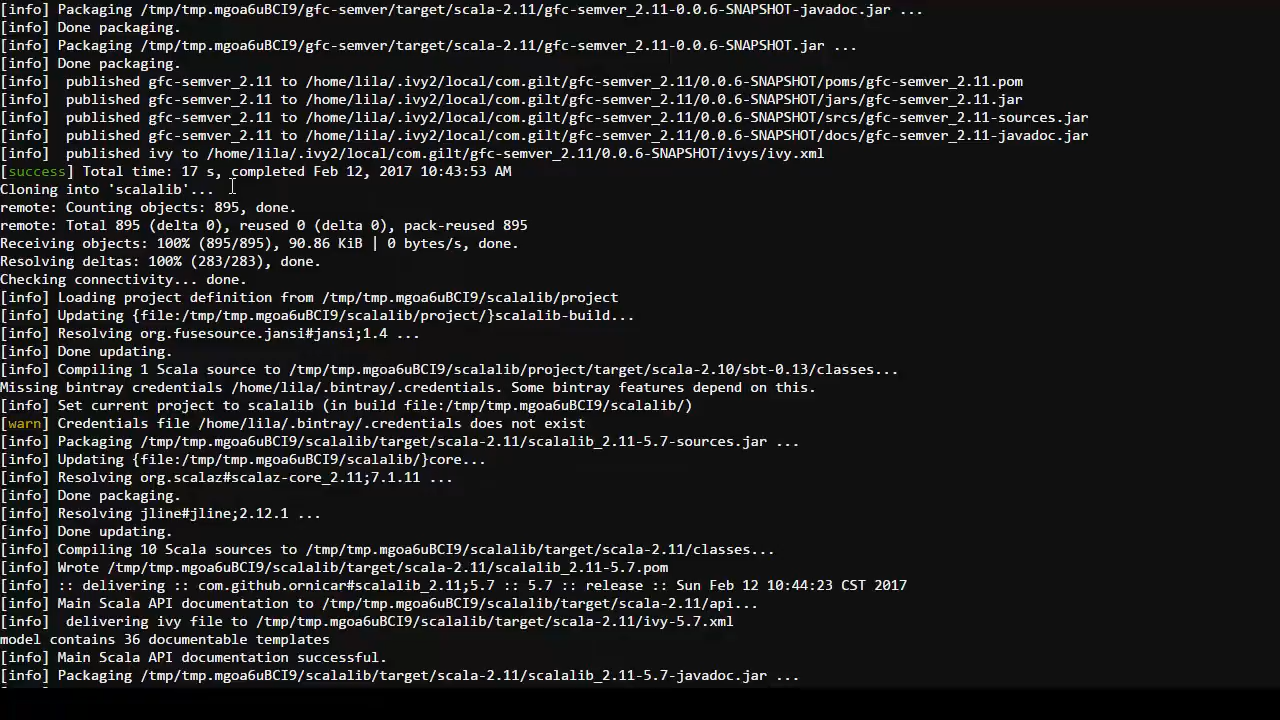 [info] Packaging /tmp/tmp.mgoa6uBCI9/gfc-semver/target/scala-2.11/gfc-semver_2.11-0.0.6-SNAPSHOT-javadoc.jar ...
[info] Done packaging.
[info] Packaging /tmp/tmp.mgoa6uBCI9/gfc-semver/target/scala-2.11/gfc-semver_2.11-0.0.6-SNAPSHOT.jar ...
[info] Done packaging.
[info]  published gfc-semver_2.11 to /home/lila/.ivy2/local/com.gilt/gfc-semver_2.11/0.0.6-SNAPSHOT/poms/gfc-semver_2.11.pom
[info]  published gfc-semver_2.11 to /home/lila/.ivy2/local/com.gilt/gfc-semver_2.11/0.0.6-SNAPSHOT/jars/gfc-semver_2.11.jar
[info]  published gfc-semver_2.11 to /home/lila/.ivy2/local/com.gilt/gfc-semver_2.11/0.0.6-SNAPSHOT/srcs/gfc-semver_2.11-sources.jar
[info]  published gfc-semver_2.11 to /home/lila/.ivy2/local/com.gilt/gfc-semver_2.11/0.0.6-SNAPSHOT/docs/gfc-semver_2.11-javadoc.jar
[info]  published ivy to /home/lila/.ivy2/local/com.gilt/gfc-semver_2.11/0.0.6-SNAPSHOT/ivys/ivy.xml
[success] Total time: 17 s, completed Feb 12, 2017 10:43:53 AM
Cloning into 'scalalib'...
remote: Counting objects: 895, done.
remote: Total 895 (delta 0), reused 0 (delta 0), pack-reused 895
Receiving objects: 100% (895/895), 90.86 KiB | 0 bytes/s, done.
Resolving deltas: 100% (283/283), done.
Checking connectivity... done.
[info] Loading project definition from /tmp/tmp.mgoa6uBCI9/scalalib/project
[info] Updating {file:/tmp/tmp.mgoa6uBCI9/scalalib/project/}scalalib-build...
[info] Resolving org.fusesource.jansi#jansi;1.4 ...
[info] Done updating.
[info] Compiling 1 Scala source to /tmp/tmp.mgoa6uBCI9/scalalib/project/target/scala-2.10/sbt-0.13/classes...
Missing bintray credentials /home/lila/.bintray/.credentials. Some bintray features depend on this.
[info] Set current project to scalalib (in build file:/tmp/tmp.mgoa6uBCI9/scalalib/)
[warn] Credentials file /home/lila/.bintray/.credentials does not exist
[info] Packaging /tmp/tmp.mgoa6uBCI9/scalalib/target/scala-2.11/scalalib_2.11-5.7-sources.jar ...
[info] Updating {file:/tmp/tmp.mgoa6uBCI9/scalalib/}core...
[info] Resolving org.scalaz#scalaz-core_2.11;7.1.11 ...
[info] Done packaging.
[info] Resolving jline#jline;2.12.1 ...
[info] Done updating.
[info] Compiling 10 Scala sources to /tmp/tmp.mgoa6uBCI9/scalalib/target/scala-2.11/classes...
[info] Wrote /tmp/tmp.mgoa6uBCI9/scalalib/target/scala-2.11/scalalib_2.11-5.7.pom
[info] :: delivering :: com.github.ornicar#scalalib_2.11;5.7 :: 5.7 :: release :: Sun Feb 12 10:44:23 CST 2017
[info] Main Scala API documentation to /tmp/tmp.mgoa6uBCI9/scalalib/target/scala-2.11/api...
[info]  delivering ivy file to /tmp/tmp.mgoa6uBCI9/scalalib/target/scala-2.11/ivy-5.7.xml
model contains 36 documentable templates
[info] Main Scala API documentation successful.
[info] Packaging /tmp/tmp.mgoa6uBCI9/scalalib/target/scala-2.11/scalalib_2.11-5.7-javadoc.jar ...